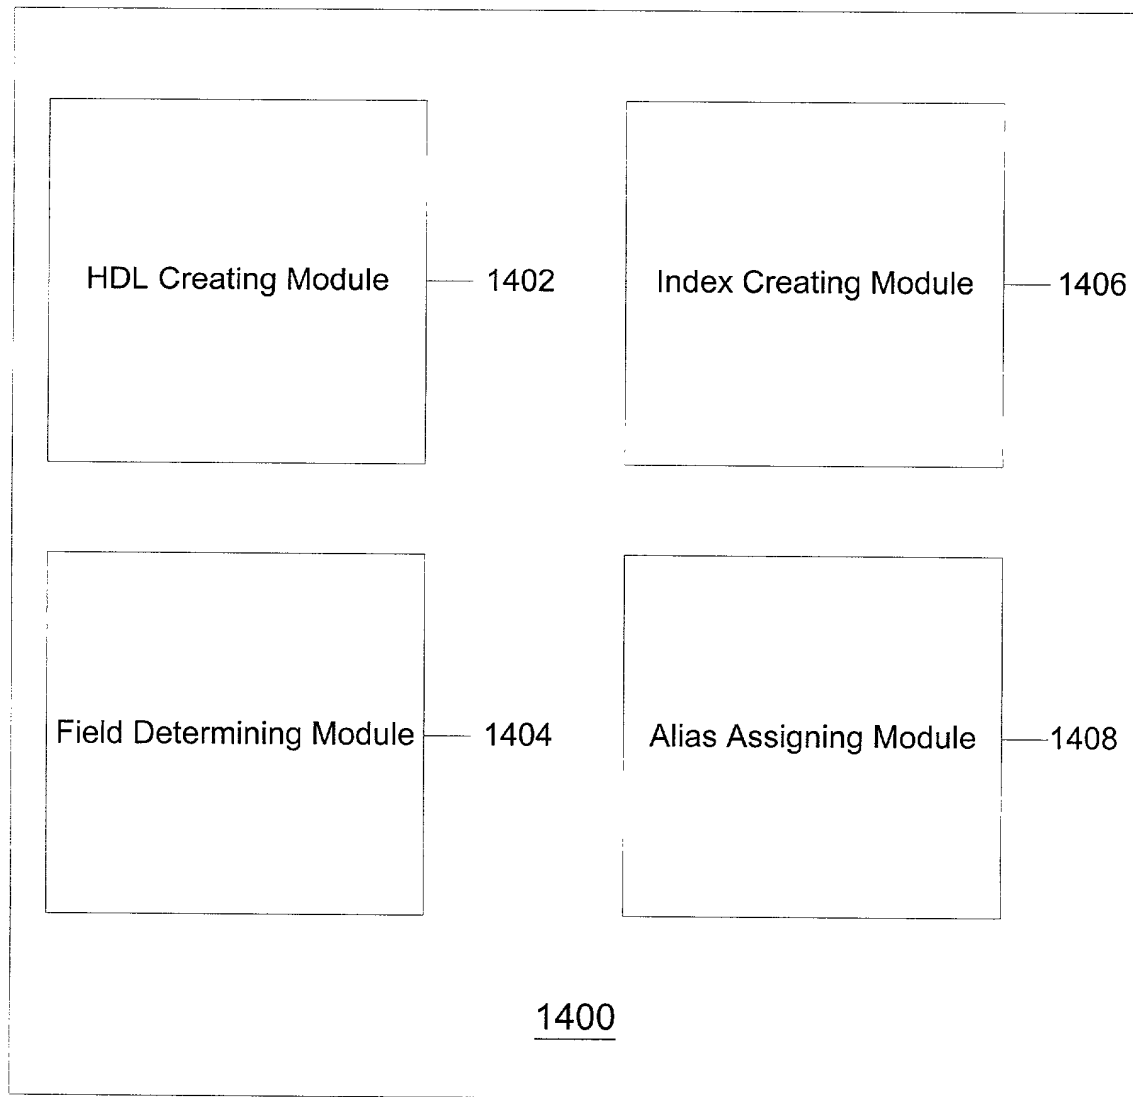 HDL Creating Module
1402
Index Creating Module
1406
Field Determining Module
1404
Alias Assigning Module
1408
1400